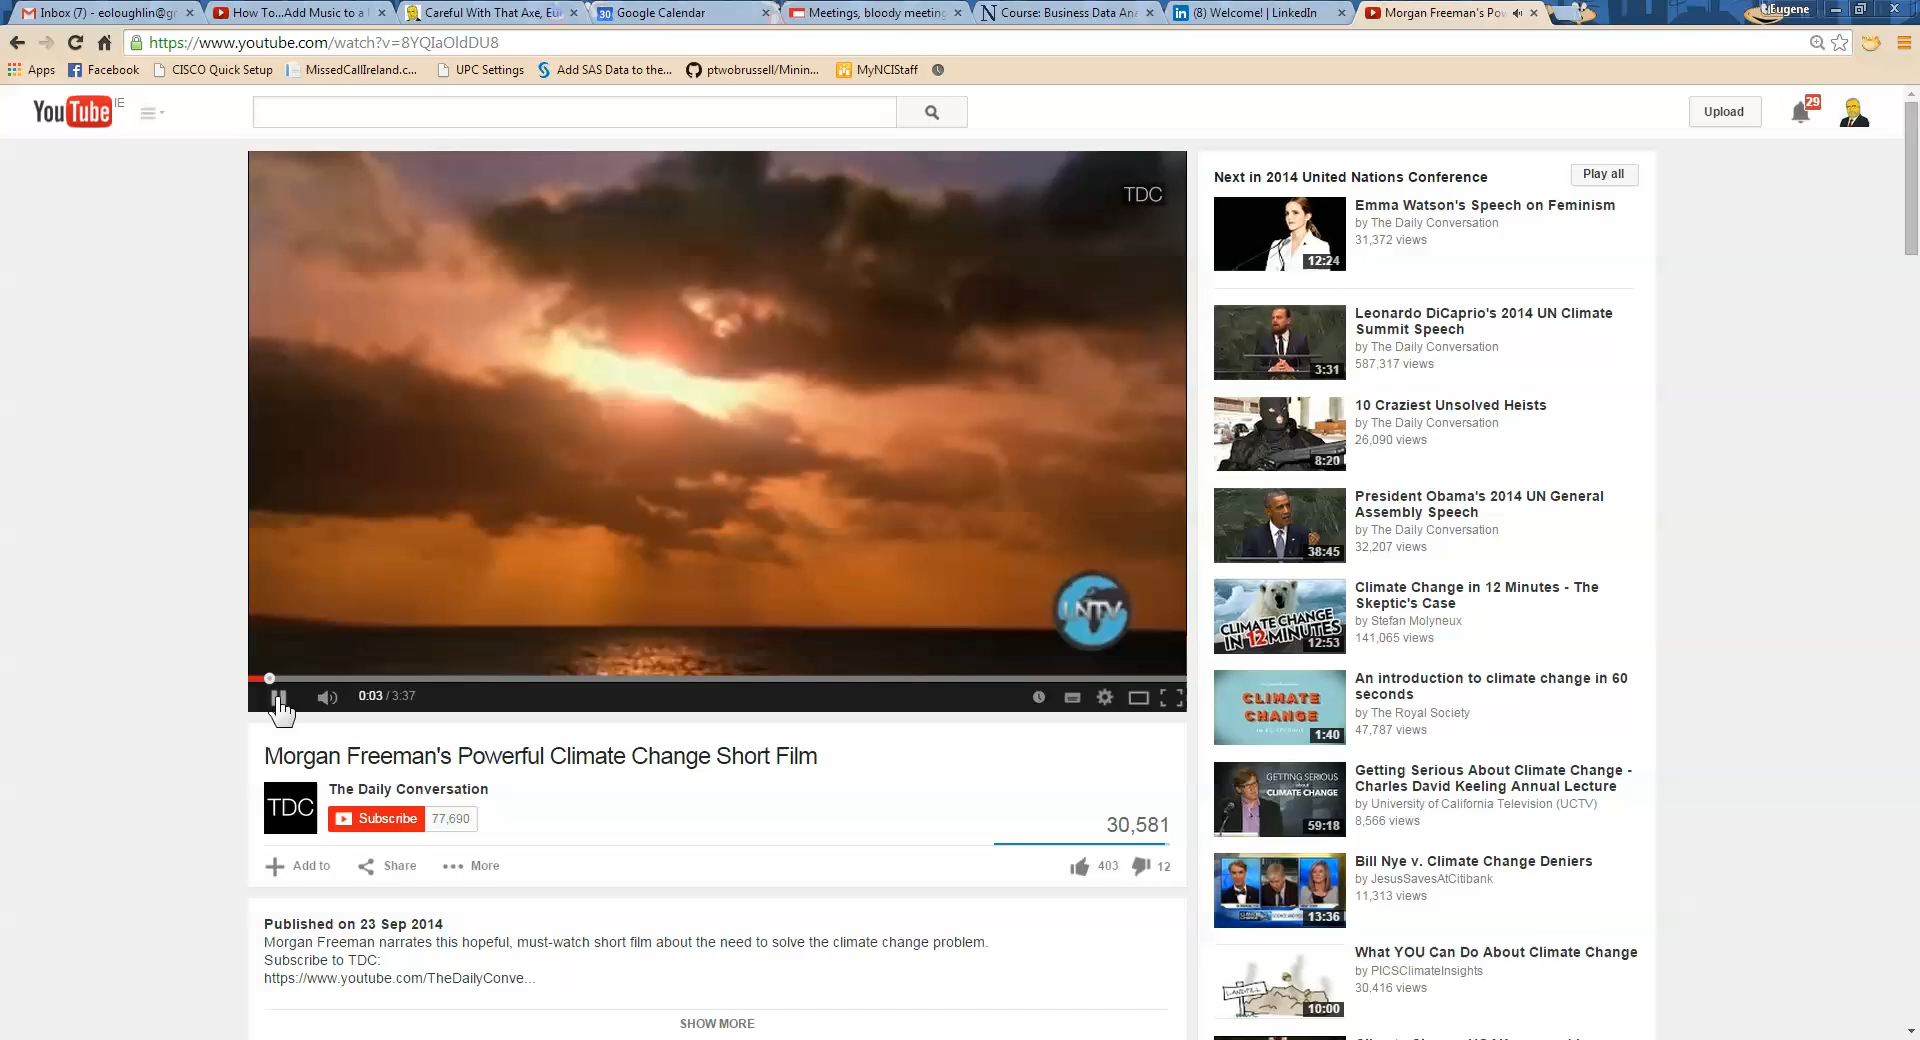 Inbox (7) - eoloughlin@gr
How To...Add Music to a
Careful With That Axe, Eu
Google Calendar
Meetings, bloody meeting
Course: Business Data An
(8) Welcome! | LinkedIn
Morgan Freeman's Pow
Eugene
https://www.youtube.com/watch?v=8YQIaOldDU8
Apps
Facebook
CISCO Quick Setup
MissedCallIreland.c...
UPC Settings
Add SAS Data to the...
ptwobrussell/Minin...
MyNCIStaff
YouTube IE
Upload
29
TDC
LNTV
0:03 / 3:37
Morgan Freeman's Powerful Climate Change Short Film
TDC
The Daily Conversation
Subscribe 77,690
30,581
Add to
Share
More
403
12
Published on 23 Sep 2014
Morgan Freeman narrates this hopeful, must-watch short film about the need to solve the climate change problem.
Subscribe to TDC:
https://www.youtube.com/TheDailyConve...
SHOW MORE
Next in 2014 United Nations Conference
Play all
12:24
Emma Watson's Speech on Feminism
by The Daily Conversation
31,372 views
3:31
Leonardo DiCaprio's 2014 UN Climate
Summit Speech
by The Daily Conversation
587,317 views
8:20
10 Craziest Unsolved Heists
by The Daily Conversation
26,090 views
38:45
President Obama's 2014 UN General
Assembly Speech
by The Daily Conversation
32,207 views
CLIMATE CHANGE
IN 12 MINUTES
12:53
Climate Change in 12 Minutes - The
Skeptic's Case
by Stefan Molyneux
141,065 views
CLIMATE
CHANGE
1:40
An introduction to climate change in 60
seconds
by The Royal Society
47,787 views
GETTING SERIOUS
about
CLIMATE CHANGE
59:18
Getting Serious About Climate Change -
Charles David Keeling Annual Lecture
by University of California Television (UCTV)
8,566 views
13:36
Bill Nye v. Climate Change Deniers
by JesusSavesAtCitibank
11,313 views
LANDFILL
10:00
What YOU Can Do About Climate Change
by PICSClimateInsights
30,416 views